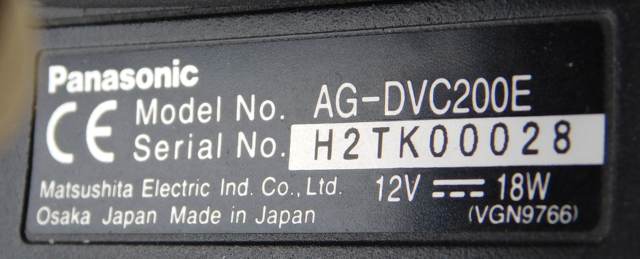 Panasonic
CE Model No. AG-DVC200E
Serial No. H2TK00028
Matsushita Electric Ind. Co., Ltd. 12V ⎓ 18W
Osaka Japan Made in Japan (VGN9766)